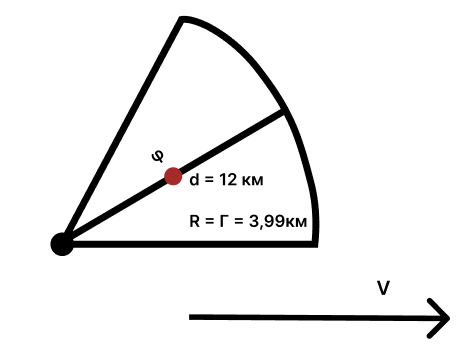 φ
d = 12 км
R = Г = 3,99км
V